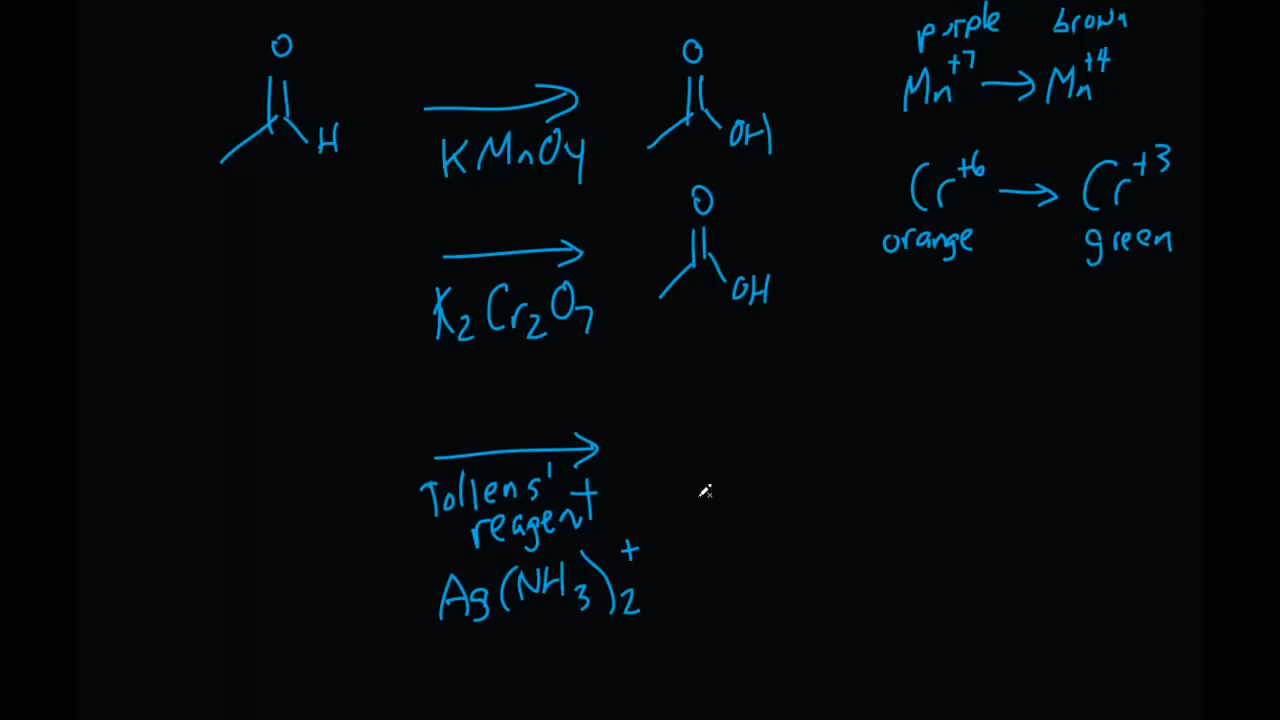 purple brown
Mn+7 → Mn+4
O
H
KMnO4
O
OH
Cr+6 → Cr+3
orange green
K2Cr2O7
O
OH
Tollens'
reagent
Ag(NH3)2+